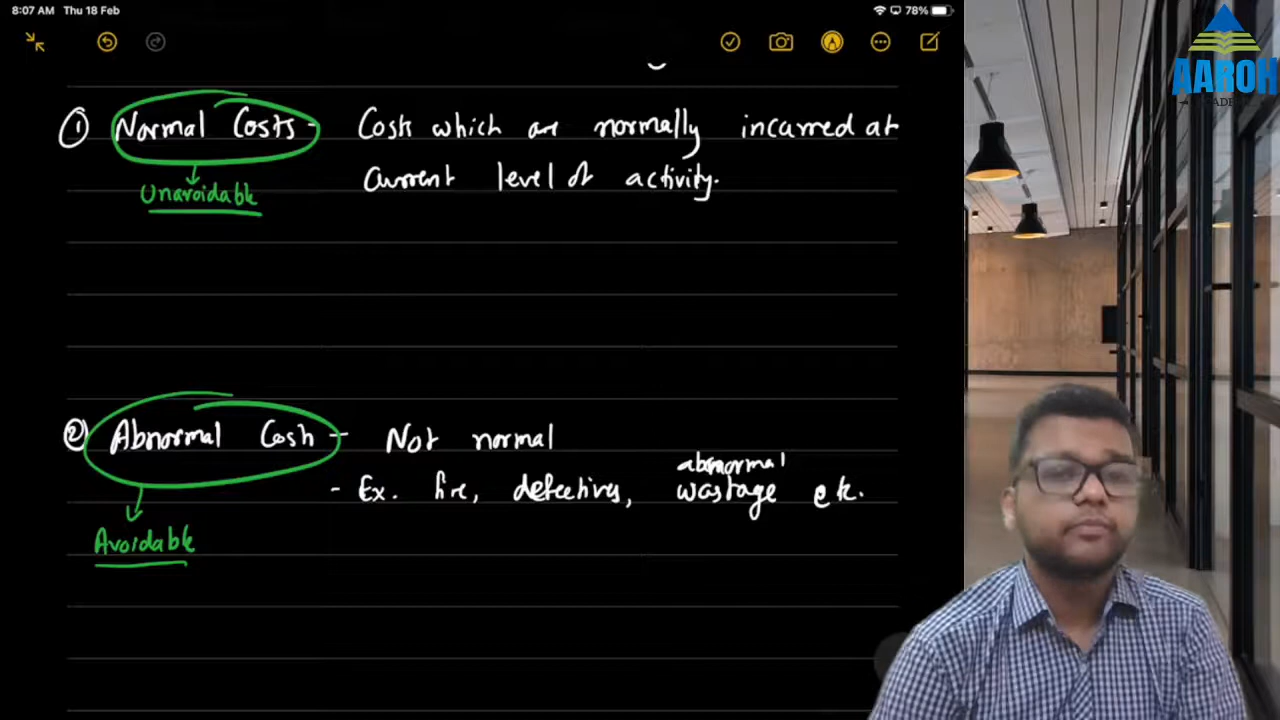 8:07 AM Thu 18 Feb 78%
AAROH
① Normal Costs - Costs which are normally incurred at
Unavoidable current level of activity.
② Abnormal Costs - Not normal
abnormal
- Ex. fire, defectives, wastage etc.
Avoidable